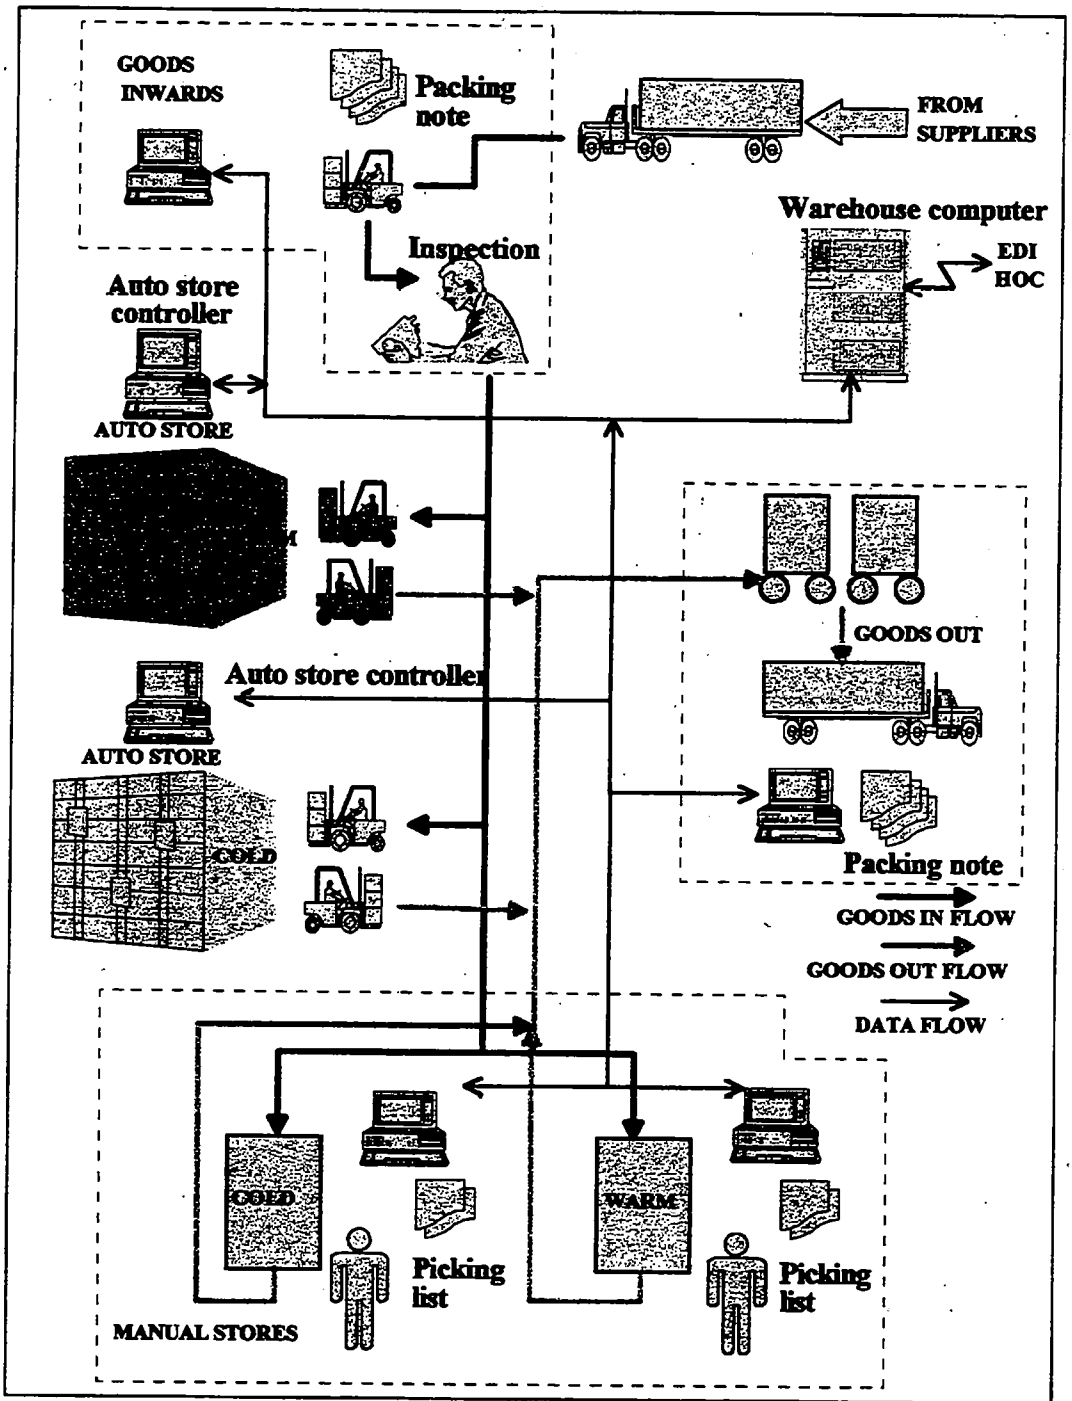 GOODS
INWARDS
Packing
note
FROM
SUPPLIERS
Warehouse computer
EDI
HOC
Inspection
Auto store
controller
AUTO STORE
M
GOODS OUT
Auto store controller
AUTO STORE
COLD
Packing note
GOODS IN FLOW
GOODS OUT FLOW
DATA FLOW
COLD
WARM
Picking
list
Picking
list
MANUAL STORES